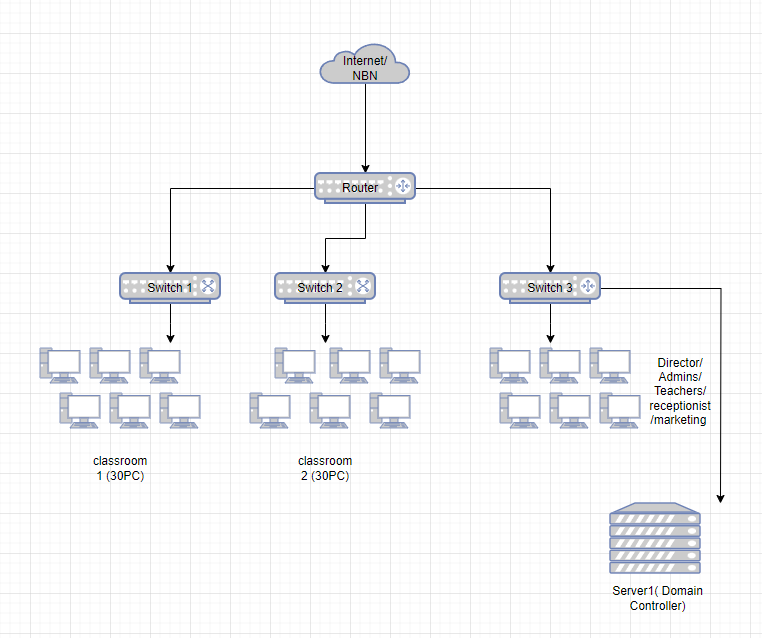 Internet/
NBN
Router
Switch 1
Switch 2
Switch 3
Director/
Admins/
Teachers/
receptionist
/marketing
classroom
1 (30PC)
classroom
2 (30PC)
Server1( Domain
Controller)